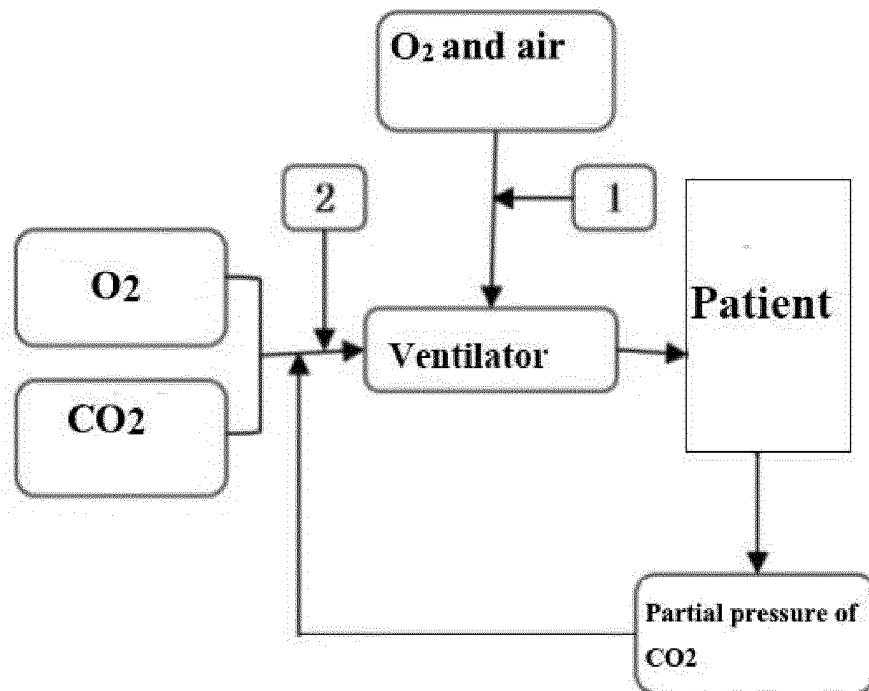 O₂ and air
2
1
O2
Patient
Ventilator
CO2
Partial pressure of
CO2